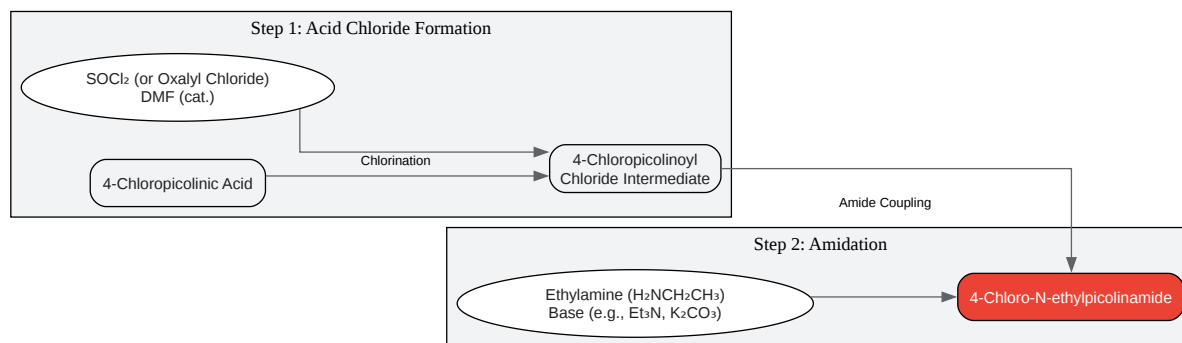 Step 1: Acid Chloride Formation
SOCl₂ (or Oxalyl Chloride)
DMF (cat.)
Chlorination
4-Chloropicolinic Acid
4-Chloropicolinoyl
Chloride Intermediate
Amide Coupling
Step 2: Amidation
Ethylamine (H₂NCH₂CH₃)
Base (e.g., Et₃N, K₂CO₃)
4-Chloro-N-ethylpicolinamide